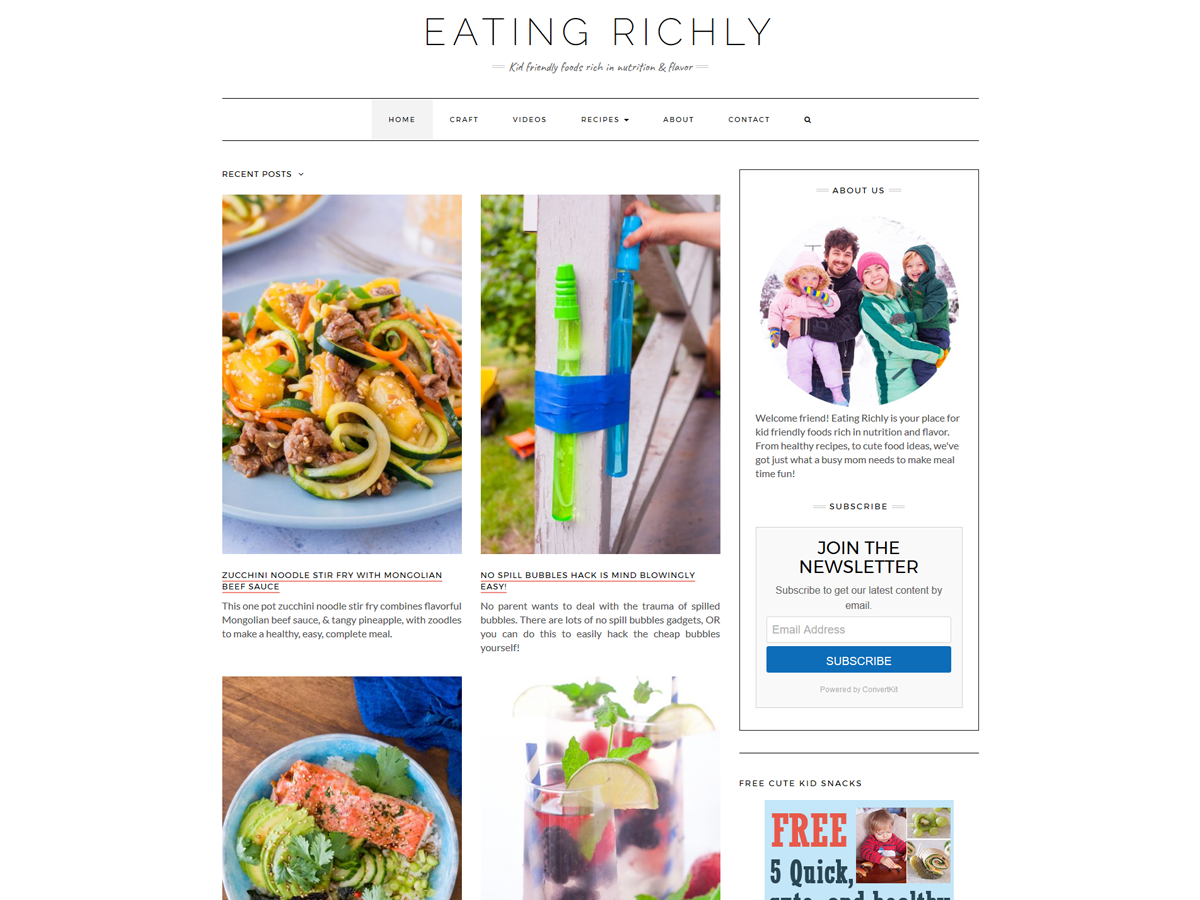 EATING RICHLY
Kid friendly foods rich in nutrition & flavor
HOME CRAFT VIDEOS RECIPES ABOUT CONTACT
RECENT POSTS
ZUCCHINI NOODLE STIR FRY WITH MONGOLIAN
BEEF SAUCE
This one pot zucchini noodle stir fry combines flavorful
Mongolian beef sauce, & tangy pineapple, with zoodles
to make a healthy, easy, complete meal.
NO SPILL BUBBLES HACK IS MIND BLOWINGLY
EASY!
No parent wants to deal with the trauma of spilled
bubbles. There are lots of no spill bubbles gadgets, OR
you can do this to easily hack the cheap bubbles
yourself!
ABOUT US
Welcome friend! Eating Richly is your place for
kid friendly foods rich in nutrition and flavor.
From healthy recipes, to cute food ideas, we've
got just what a busy mom needs to make meal
time fun!
SUBSCRIBE
JOIN THE
NEWSLETTER
Subscribe to get our latest content by
email.
Email Address
SUBSCRIBE
Powered by ConvertKit
FREE CUTE KID SNACKS
FREE
5 Quick,
cute, and healthy